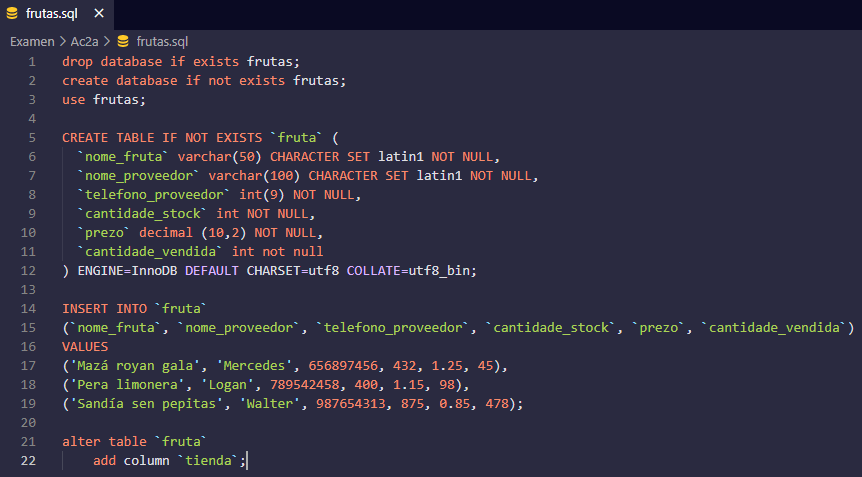 frutas.sql
Examen > Ac2a > frutas.sql
1 drop database if exists frutas;
2 create database if not exists frutas;
3 use frutas;
4
5 CREATE TABLE IF NOT EXISTS `fruta` (
6 `nome_fruta` varchar(50) CHARACTER SET latin1 NOT NULL,
7 `nome_proveedor` varchar(100) CHARACTER SET latin1 NOT NULL,
8 `telefono_proveedor` int(9) NOT NULL,
9 `cantidade_stock` int NOT NULL,
10 `prezo` decimal (10,2) NOT NULL,
11 `cantidade_vendida` int not null
12 ) ENGINE=InnoDB DEFAULT CHARSET=utf8 COLLATE=utf8_bin;
13
14 INSERT INTO `fruta`
15 (`nome_fruta`, `nome_proveedor`, `telefono_proveedor`, `cantidade_stock`, `prezo`, `cantidade_vendida`)
16 VALUES
17 ('Mazá royan gala', 'Mercedes', 656897456, 432, 1.25, 45),
18 ('Pera limonera', 'Logan', 789542458, 400, 1.15, 98),
19 ('Sandía sen pepitas', 'Walter', 987654313, 875, 0.85, 478);
20
21 alter table `fruta`
22 add column `tienda`;